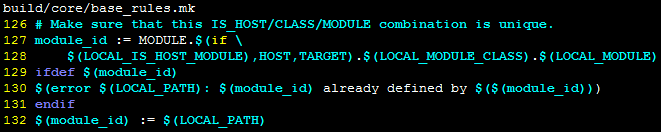 build/core/base_rules.mk
126 # Make sure that this IS_HOST/CLASS/MODULE combination is unique.
127 module_id := MODULE.$(if \
128     $(LOCAL_IS_HOST_MODULE),HOST,TARGET).$(LOCAL_MODULE_CLASS).$(LOCAL_MODULE)
129 ifdef $(module_id)
130 $(error $(LOCAL_PATH): $(module_id) already defined by $($(module_id)))
131 endif
132 $(module_id) := $(LOCAL_PATH)